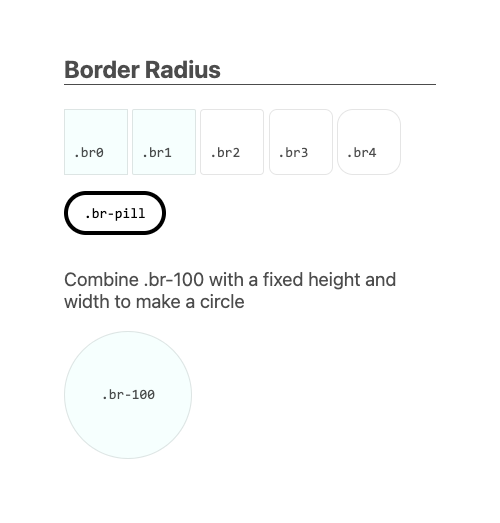 Border Radius
.br0 .br1 .br2 .br3 .br4
.br-pill
Combine .br-100 with a fixed height and
width to make a circle
.br-100